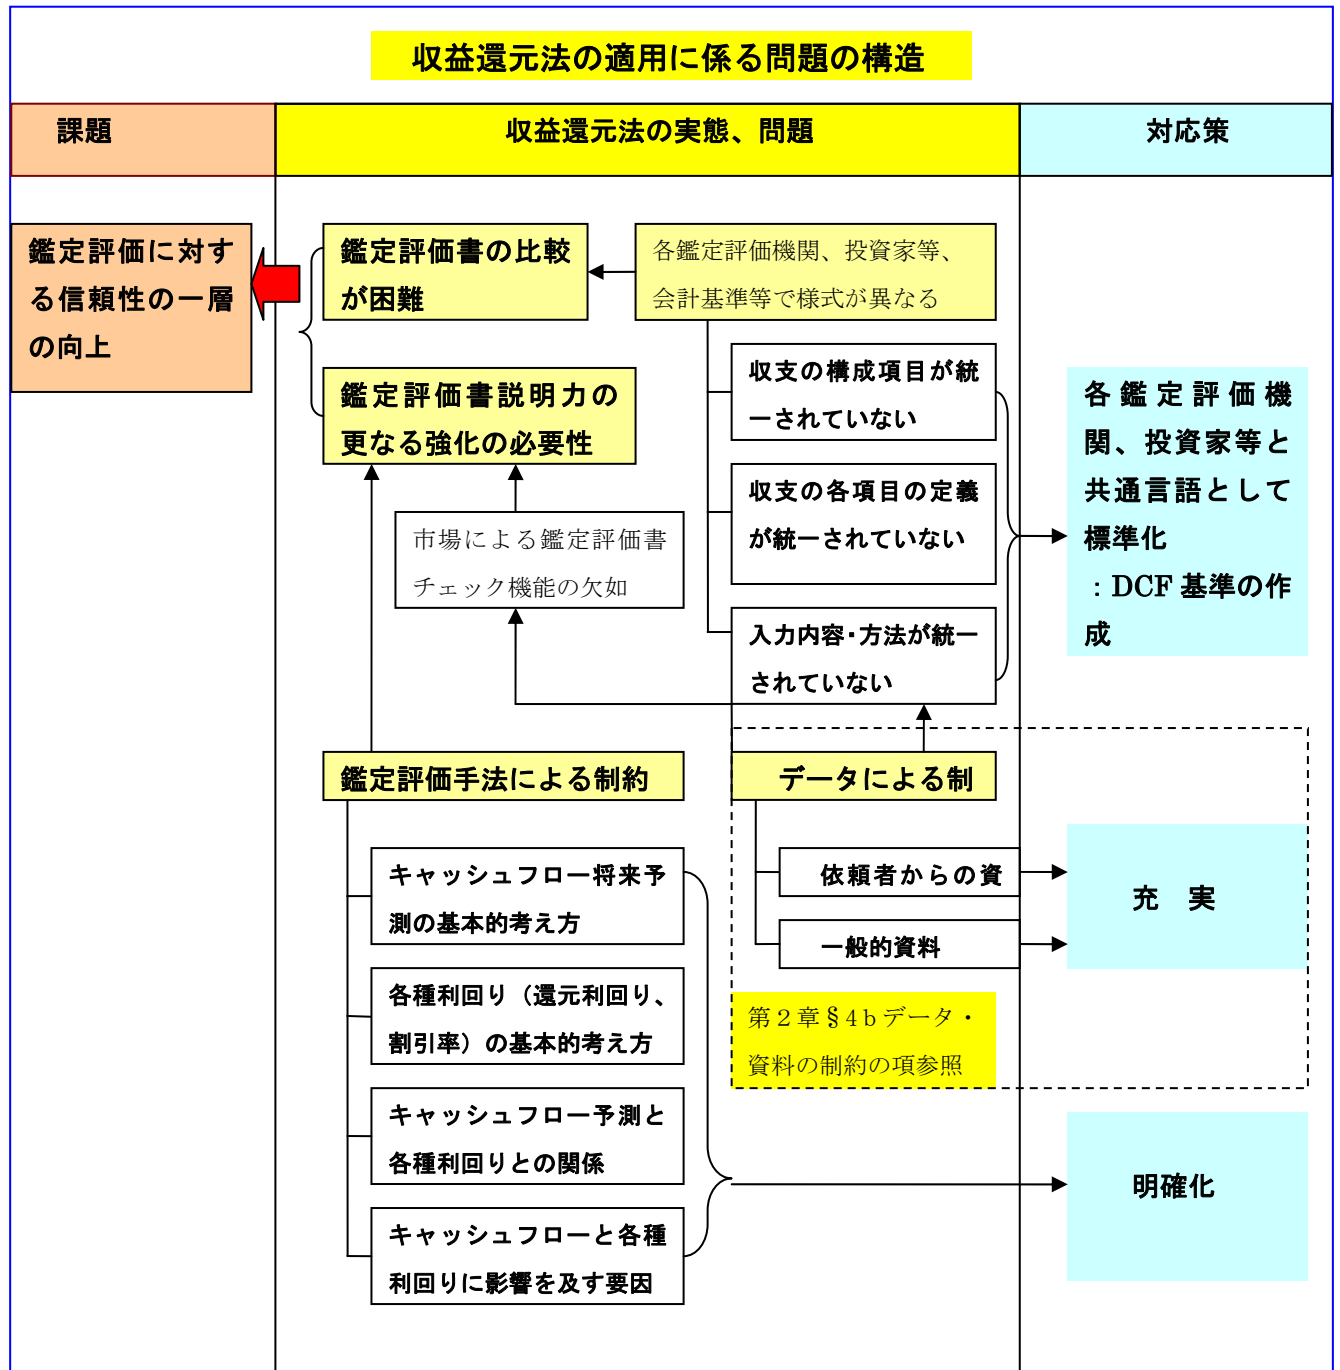 収益還元法の適用に係る問題の構造
課題
収益還元法の実態、問題
対応策
鑑定評価に対す
る信頼性の一層
の向上
鑑定評価書の比較
が困難
各鑑定評価機関、投資家等、
会計基準等で様式が異なる
鑑定評価書説明力の
更なる強化の必要性
収支の構成項目が統
一されていない
収支の各項目の定義
が統一されていない
入力内容・方法が統一
されていない
各鑑定評価機
関、投資家等と
共通言語として
標準化
：DCF 基準の作
成
市場による鑑定評価書
チェック機能の欠如
鑑定評価手法による制約
データによる制
キャッシュフロー将来予
測の基本的考え方
各種利回り（還元利回り、
割引率）の基本的考え方
キャッシュフロー予測と
各種利回りとの関係
キャッシュフローと各種
利回りに影響を及す要因
依頼者からの資
一般的資料
充　実
第２章§4ｂデータ・
資料の制約の項参照
明確化